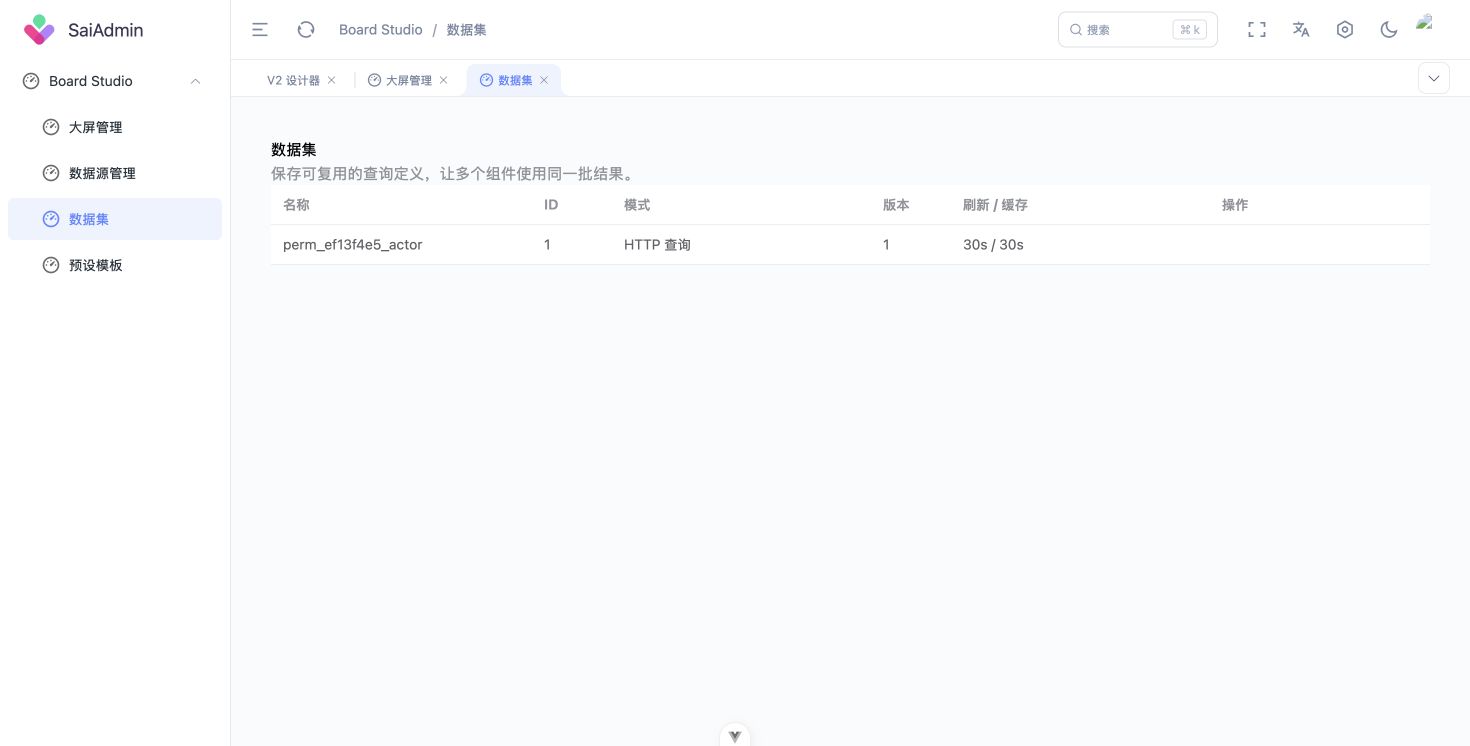 SaiAdmin
Board Studio / 数据集
搜索
⌘ k
Board Studio
大屏管理
数据源管理
数据集
预设模板
V2 设计器
大屏管理
数据集
数据集
保存可复用的查询定义，让多个组件使用同一批结果。
名称 ID 模式 版本 刷新 / 缓存 操作
perm_ef13f4e5_actor 1 HTTP 查询 1 30s / 30s